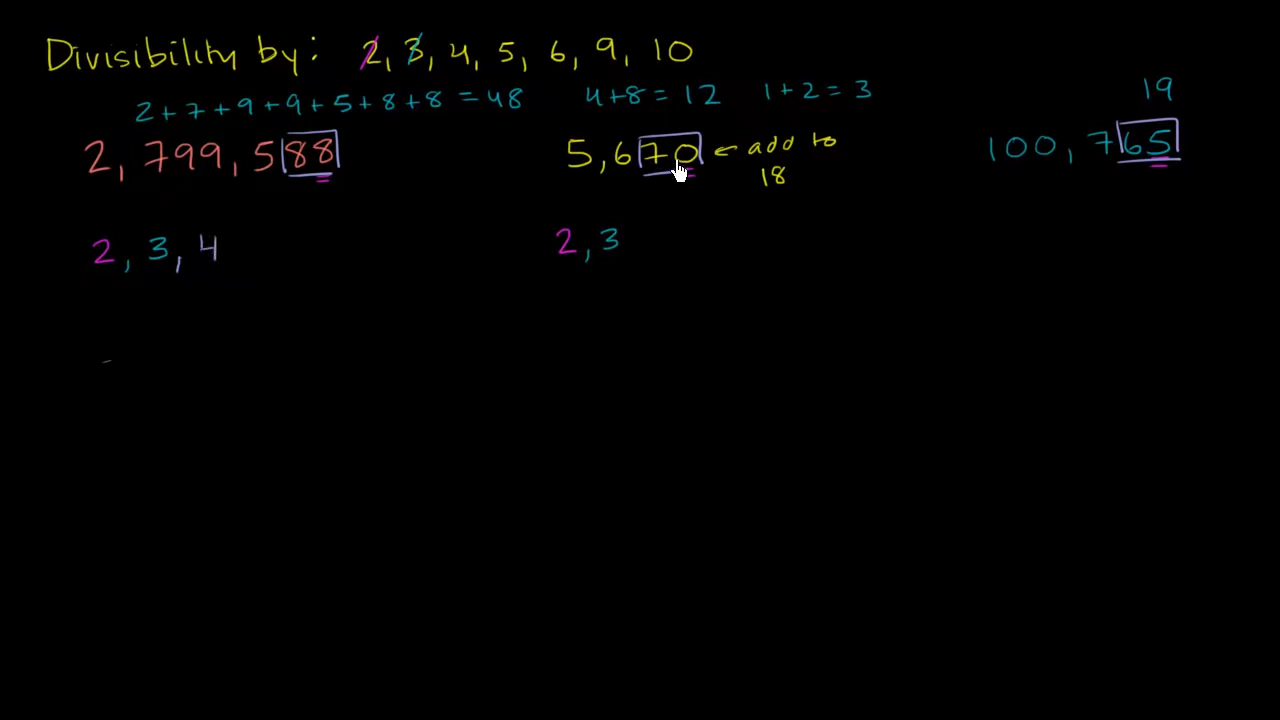 Divisibility by: 2, 3, 4, 5, 6, 9, 10
2+7+9+9+5+8+8 = 48 4+8 = 12 1+2 = 3 19
2,799,588 5,670 ← add to 18 100,765
2, 3, 4 2, 3